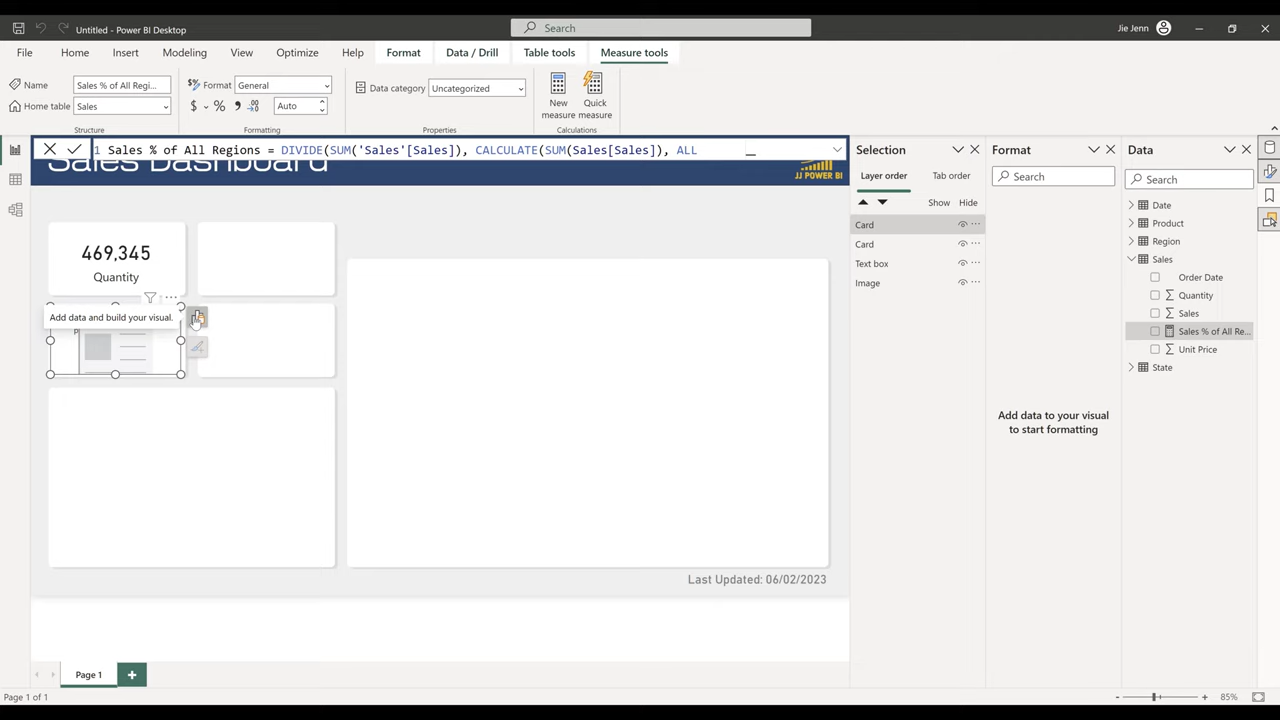 Untitled - Power BI Desktop
Search
Jie Jenn
File
Home
Insert
Modeling
View
Optimize
Help
Format
Data / Drill
Table tools
Measure tools
Name
Sales % of All Regi...
Format
General
Data category
Uncategorized
New measure
Quick measure
Home table
Sales
$
%
Auto
Structure
Formatting
Properties
Calculations
1 Sales % of All Regions = DIVIDE(SUM('Sales'[Sales]), CALCULATE(SUM(Sales[Sales]), ALL
Sales Dashboard
JJ POWER BI
469,345
Quantity
Add data and build your visual.
Last Updated: 06/02/2023
Selection
Layer order
Tab order
Show
Hide
Card
Card
Text box
Image
Format
Search
Add data to your visual
to start formatting
Data
Search
Date
Product
Region
Sales
Order Date
Quantity
Sales
Sales % of All Re...
Unit Price
State
Page 1
Page 1 of 1
85%